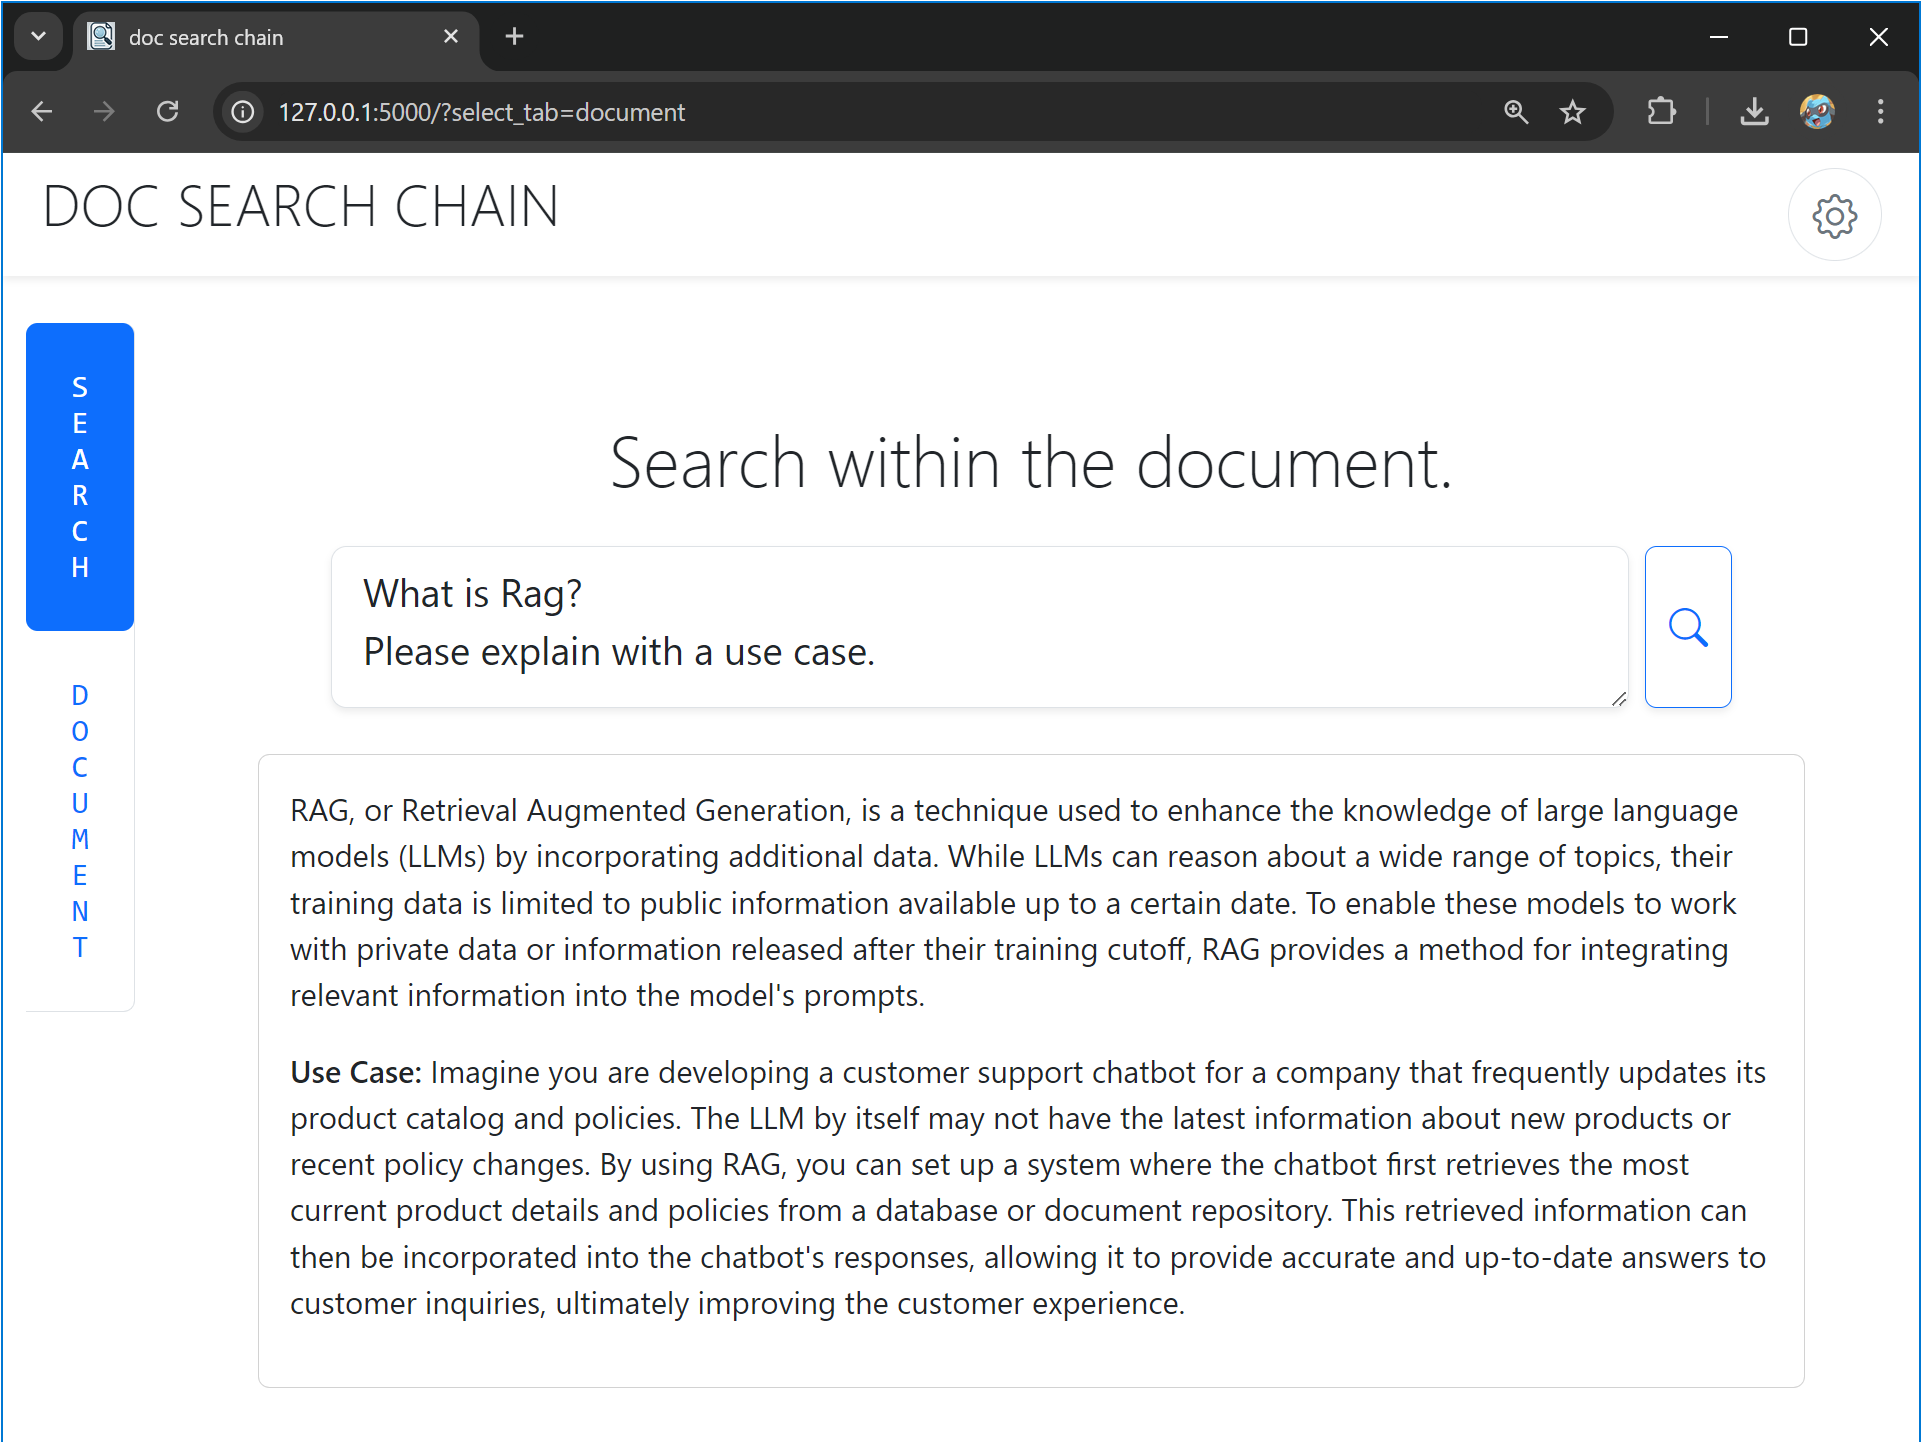 doc search chain
127.0.0.1:5000/?select_tab=document
DOC SEARCH CHAIN
SEARCH
DOCUMENT
Search within the document.
What is Rag?
Please explain with a use case.
RAG, or Retrieval Augmented Generation, is a technique used to enhance the knowledge of large language
models (LLMs) by incorporating additional data. While LLMs can reason about a wide range of topics, their
training data is limited to public information available up to a certain date. To enable these models to work
with private data or information released after their training cutoff, RAG provides a method for integrating
relevant information into the model's prompts.
Use Case: Imagine you are developing a customer support chatbot for a company that frequently updates its
product catalog and policies. The LLM by itself may not have the latest information about new products or
recent policy changes. By using RAG, you can set up a system where the chatbot first retrieves the most
current product details and policies from a database or document repository. This retrieved information can
then be incorporated into the chatbot's responses, allowing it to provide accurate and up-to-date answers to
customer inquiries, ultimately improving the customer experience.